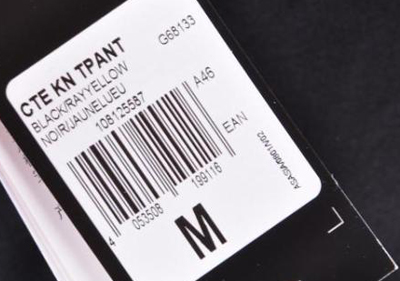 CTE KN TPANT
G68133
BLACK/RAYYELLOW
NOIR/JAUNELUEU
108125587
A46
4 053508 199116
EAN
M